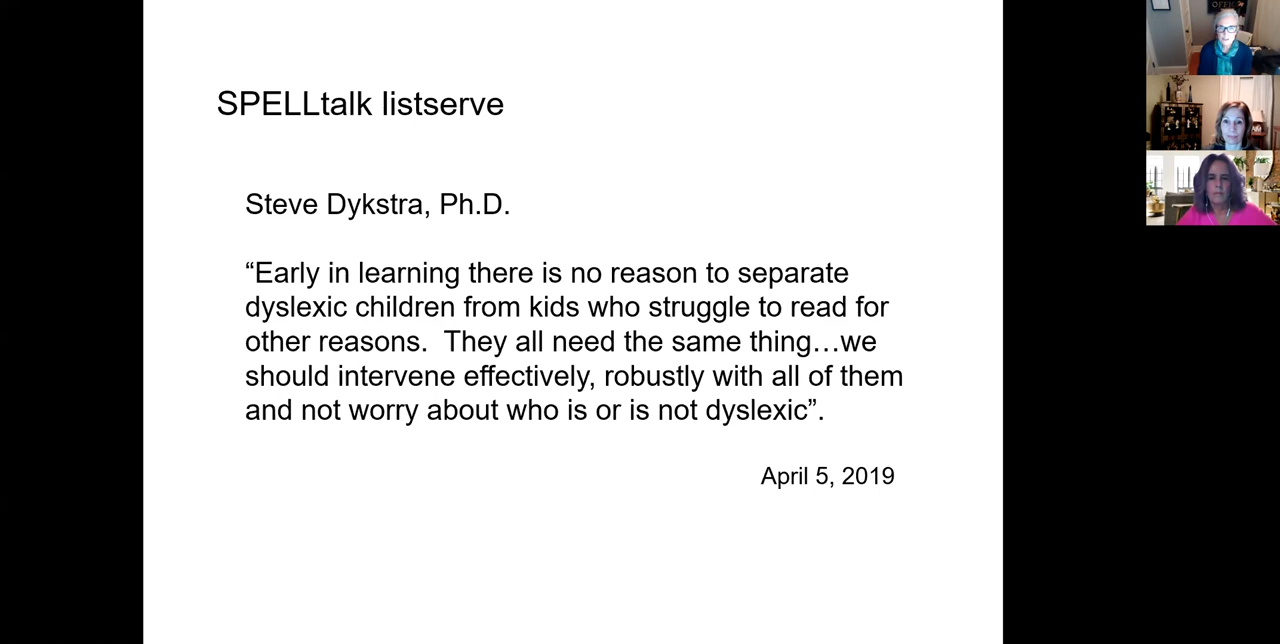 SPELLtalk listserve
Steve Dykstra, Ph.D.
“Early in learning there is no reason to separate
dyslexic children from kids who struggle to read for
other reasons.  They all need the same thing…we
should intervene effectively, robustly with all of them
and not worry about who is or is not dyslexic”.
April 5, 2019